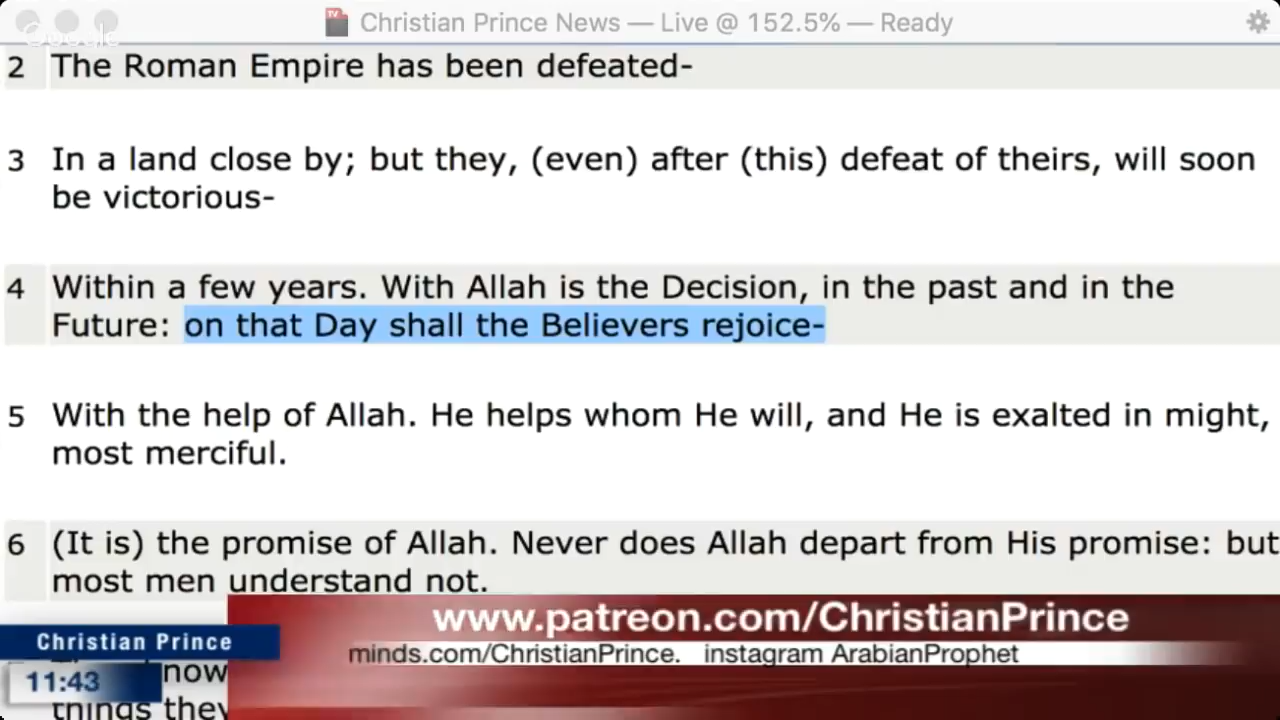 Google
Christian Prince News — Live @ 152.5% — Ready
2 The Roman Empire has been defeated-
3 In a land close by; but they, (even) after (this) defeat of theirs, will soon
be victorious-
4 Within a few years. With Allah is the Decision, in the past and in the
Future: on that Day shall the Believers rejoice-
5 With the help of Allah. He helps whom He will, and He is exalted in might,
most merciful.
6 (It is) the promise of Allah. Never does Allah depart from His promise: but
most men understand not.
www.patreon.com/ChristianPrince
Christian Prince
minds.com/ChristianPrince. instagram ArabianProphet
11:43
things they